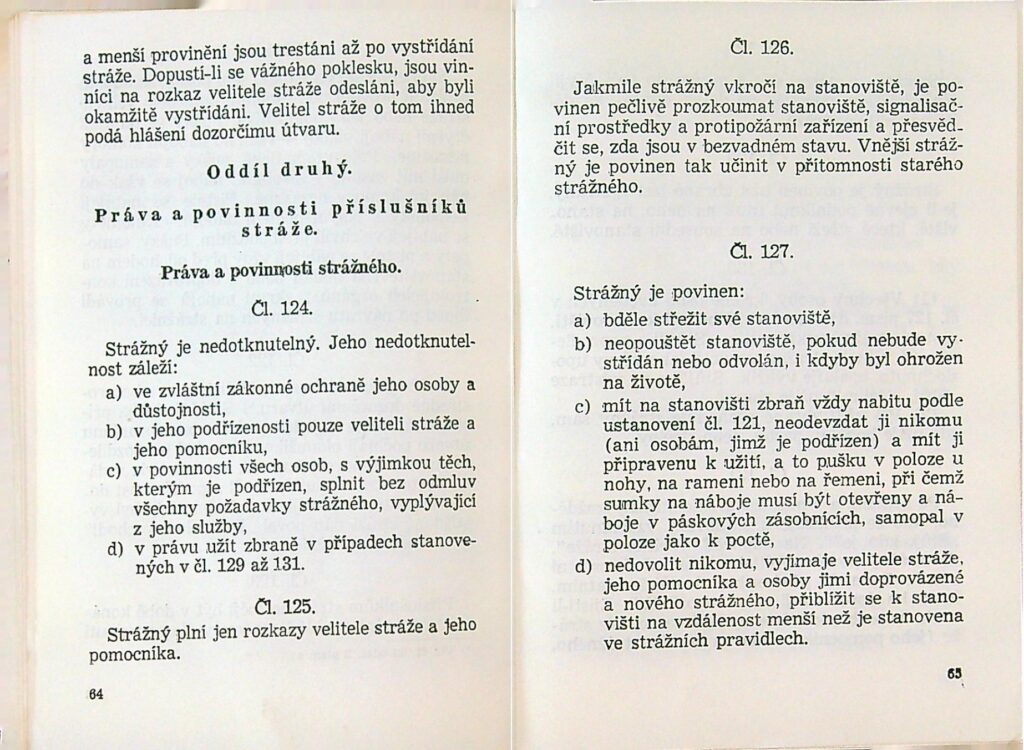 a menší provinění jsou trestáni až po vystřídání
stráže. Dopustí-li se vážného poklesku, jsou vin-
níci na rozkaz velitele stráže odesláni, aby byli
okamžitě vystřídáni. Velitel stráže o tom ihned
podá hlášení dozorčímu útvaru.
Oddíl druhý.
Práva a povinnosti příslušníků
stráže.
Práva a povinnosti strážného.
Čl. 124.
Strážný je nedotknutelný. Jeho nedotknutel-
nost záleží:
a) ve zvláštní zákonné ochraně jeho osoby a
důstojnosti,
b) v jeho podřízenosti pouze veliteli stráže a
jeho pomocníku,
c) v povinnosti všech osob, s výjimkou těch,
kterým je podřízen, splnit bez odmluv
všechny požadavky strážného, vyplývající
z jeho služby,
d) v právu užít zbraně v případech stanove-
ných v čl. 129 až 131.
Čl. 125.
Strážný plní jen rozkazy velitele stráže a jeho
pomocníka.
64
Čl. 126.
Jakmile strážný vkročí na stanoviště, je po-
vinen pečlivě prozkoumat stanoviště, signalisač-
ní prostředky a protipožární zařízení a přesvěd-
čit se, zda jsou v bezvadném stavu. Vnější stráž-
ný je povinen tak učinit v přítomnosti starého
strážného.
Čl. 127.
Strážný je povinen:
a) bděle střežit své stanoviště,
b) neopouštět stanoviště, pokud nebude vy-
střídán nebo odvolán, i kdyby byl ohrožen
na životě,
c) mít na stanovišti zbraň vždy nabitu podle
ustanovení čl. 121, neodevzdat ji nikomu
(ani osobám, jimž je podřízen) a mít ji
připravenu k užití, a to pušku v poloze u
nohy, na rameni nebo na řemeni, při čemž
sumky na náboje musí být otevřeny a ná-
boje v páskových zásobnících, samopal v
poloze jako k poctě,
d) nedovolit nikomu, vyjímaje velitele stráže,
jeho pomocníka a osoby jimi doprovázené
a nového strážného, přiblížit se k stano-
višti na vzdálenost menší než je stanovena
ve strážních pravidlech.
65